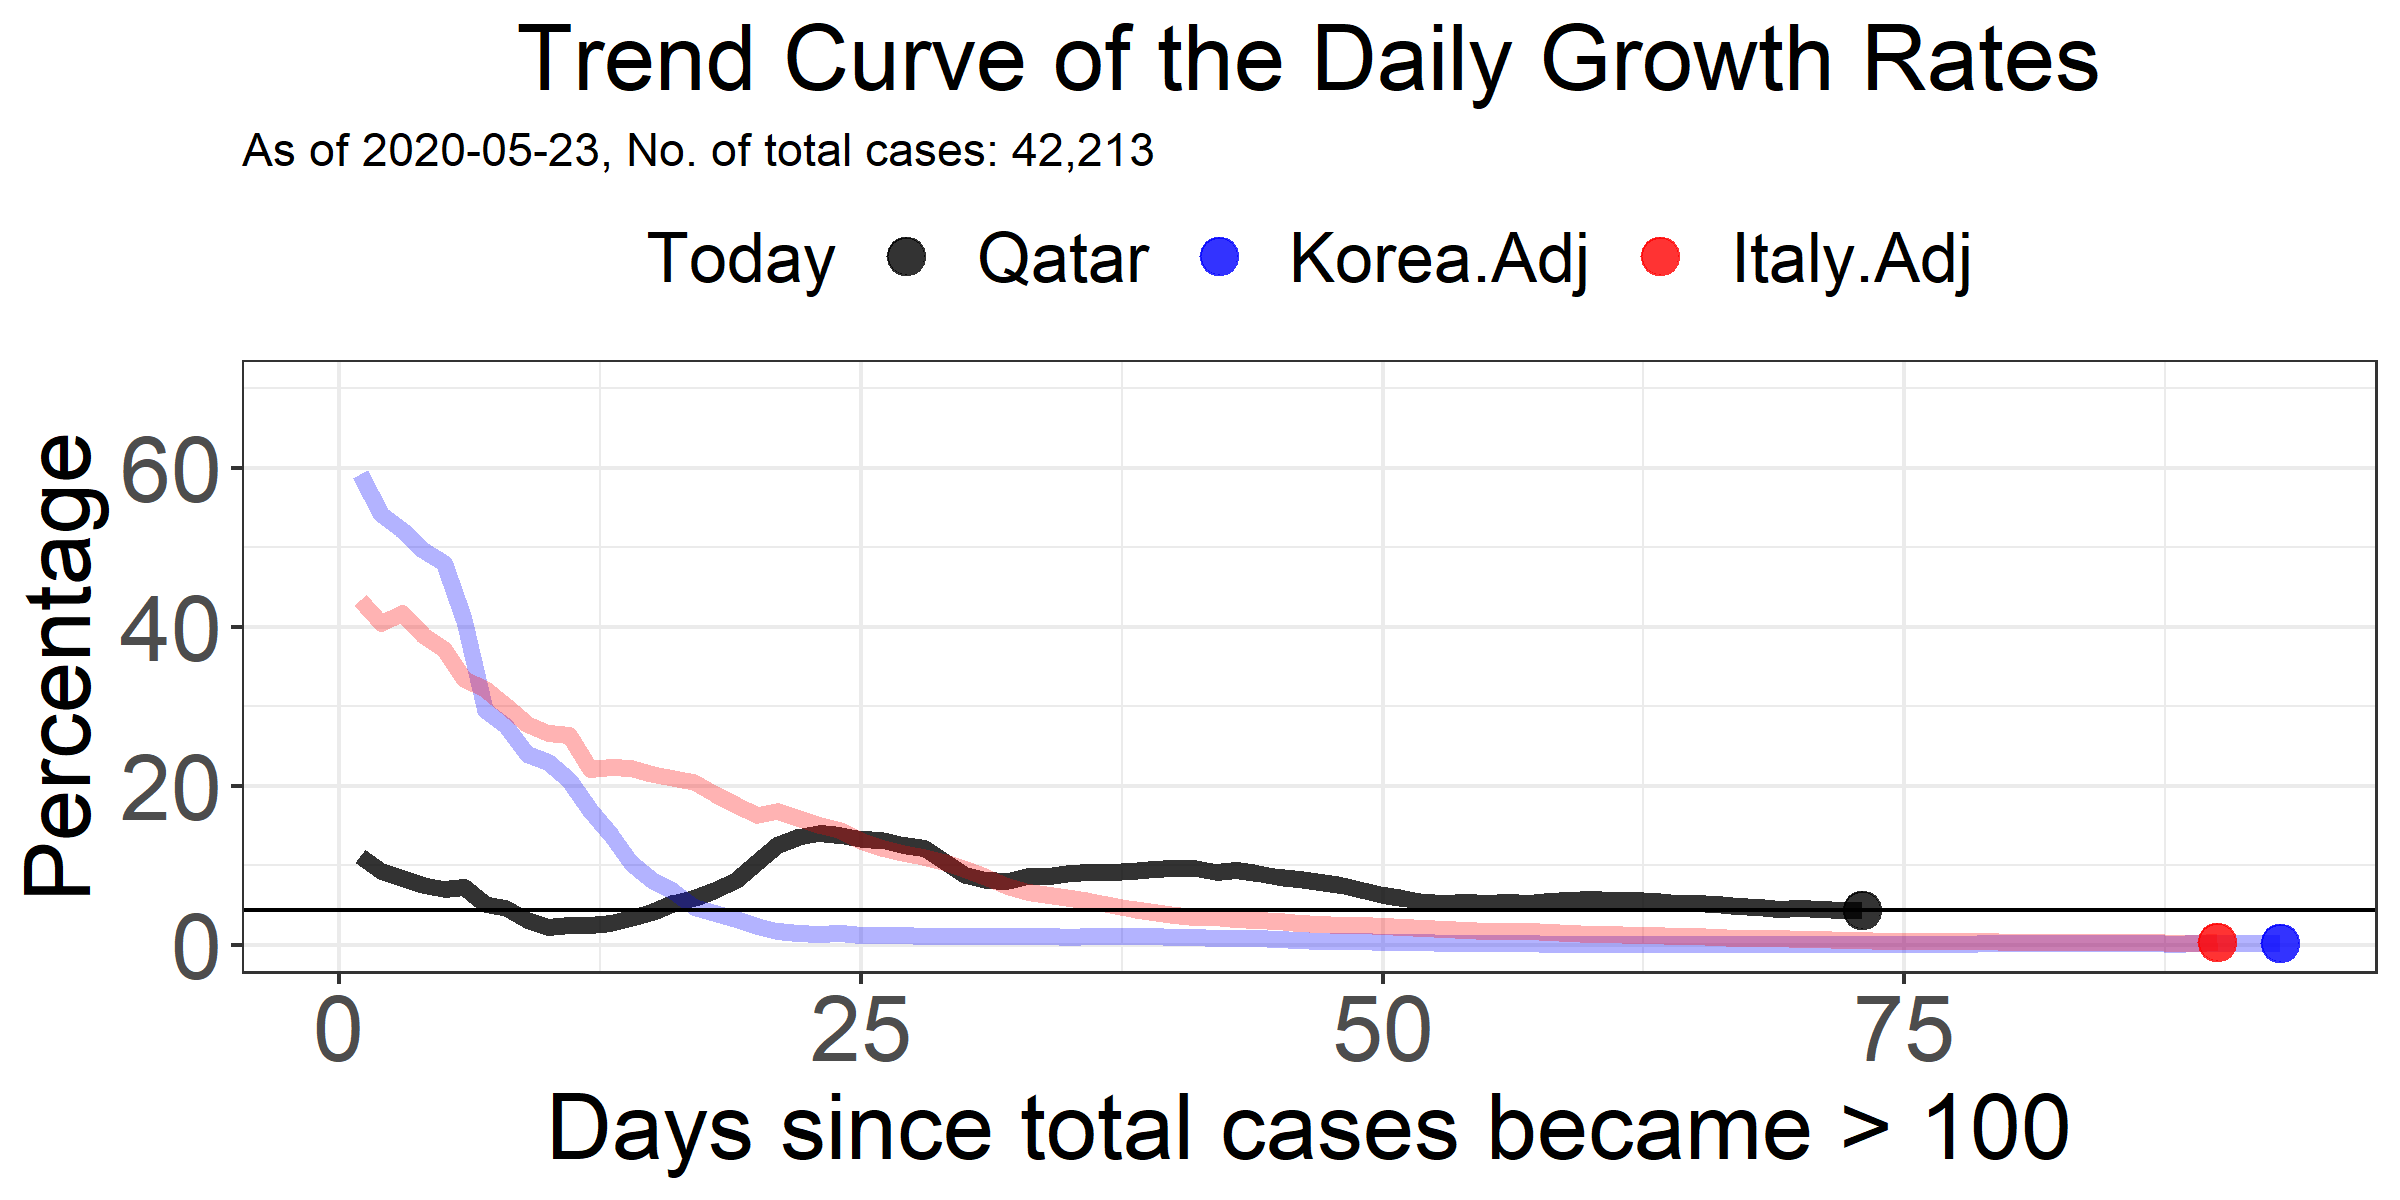 Trend Curve of the Daily Growth Rates
As of 2020-05-23, No. of total cases: 42,213
Today Qatar Korea.Adj Italy.Adj
Percentage
60
40
20
0
0 25 50 75
Days since total cases became > 100